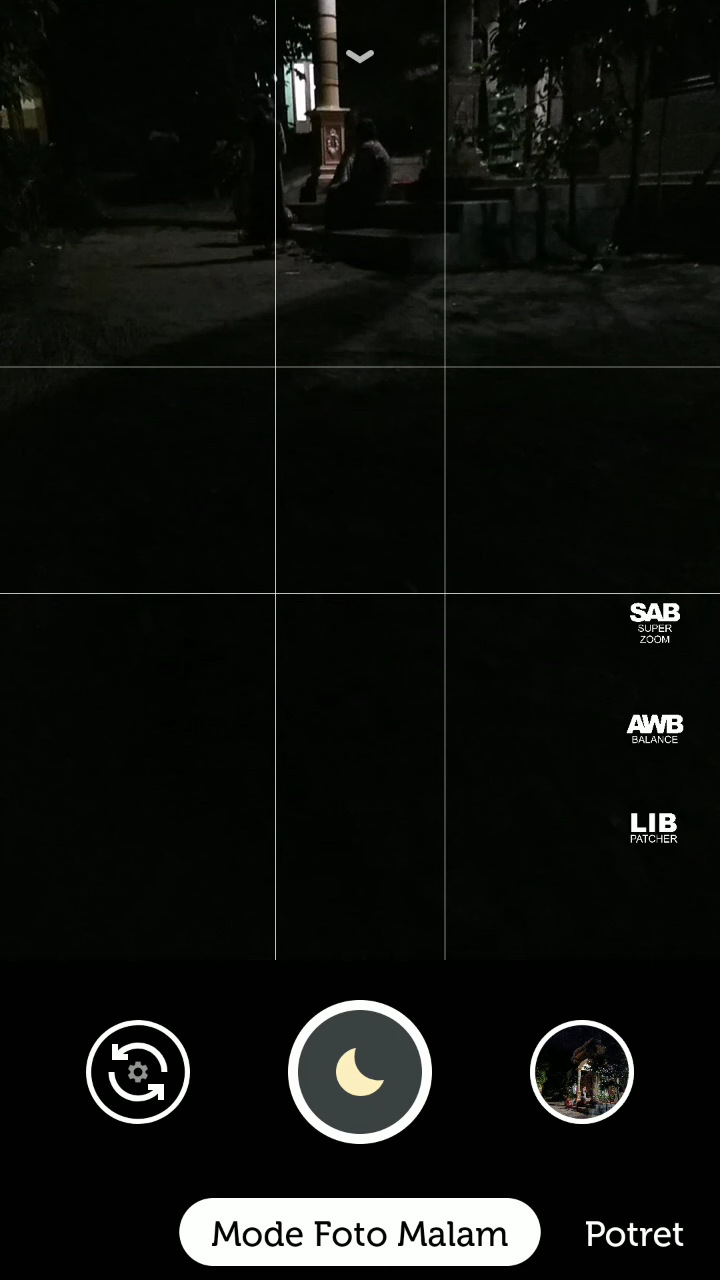 SAB
SUPER
ZOOM
AWB
BALANCE
LIB
PATCHER
Mode Foto Malam
Potret